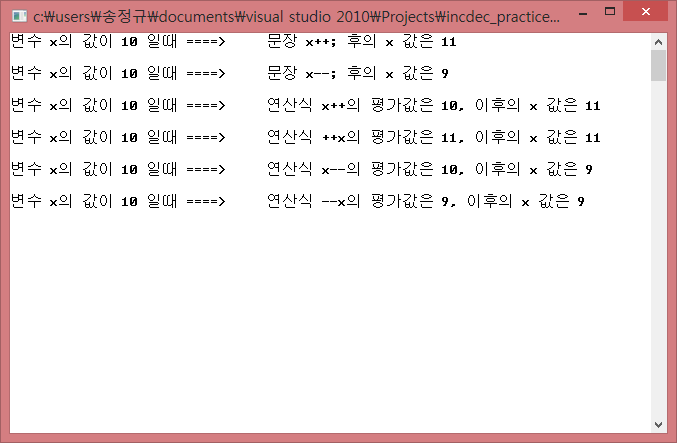 c:₩users₩송정규₩documents₩visual studio 2010₩Projects₩incdec_practice...
변수 x의 값이 10 일때 ====> 문장 x++; 후의 x 값은 11
변수 x의 값이 10 일때 ====> 문장 x--; 후의 x 값은 9
변수 x의 값이 10 일때 ====> 연산식 x++의 평가값은 10, 이후의 x 값은 11
변수 x의 값이 10 일때 ====> 연산식 ++x의 평가값은 11, 이후의 x 값은 11
변수 x의 값이 10 일때 ====> 연산식 x--의 평가값은 10, 이후의 x 값은 9
변수 x의 값이 10 일때 ====> 연산식 --x의 평가값은 9, 이후의 x 값은 9